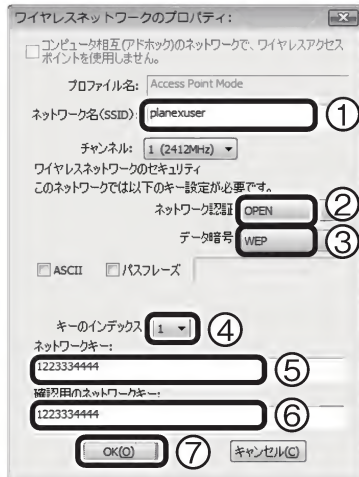 ワイヤレスネットワークのプロパティ:
コンピュータ相互(アドホック)のネットワークで、ワイヤレスアクセス
ポイントを使用しません。
プロファイル名: Access Point Mode
ネットワーク名(SSID): planexuser ①
チャンネル: 1 (2412MHz)
ワイヤレスネットワークのセキュリティ
このネットワークでは以下のキー設定が必要です。
ネットワーク認証 OPEN ②
データ暗号 WEP ③
ASCII パスフレーズ
キーのインデックス 1 ④
ネットワークキー:
1223334444 ⑤
確認用のネットワークキー:
1223334444 ⑥
OK(O) ⑦ キャンセル(C)